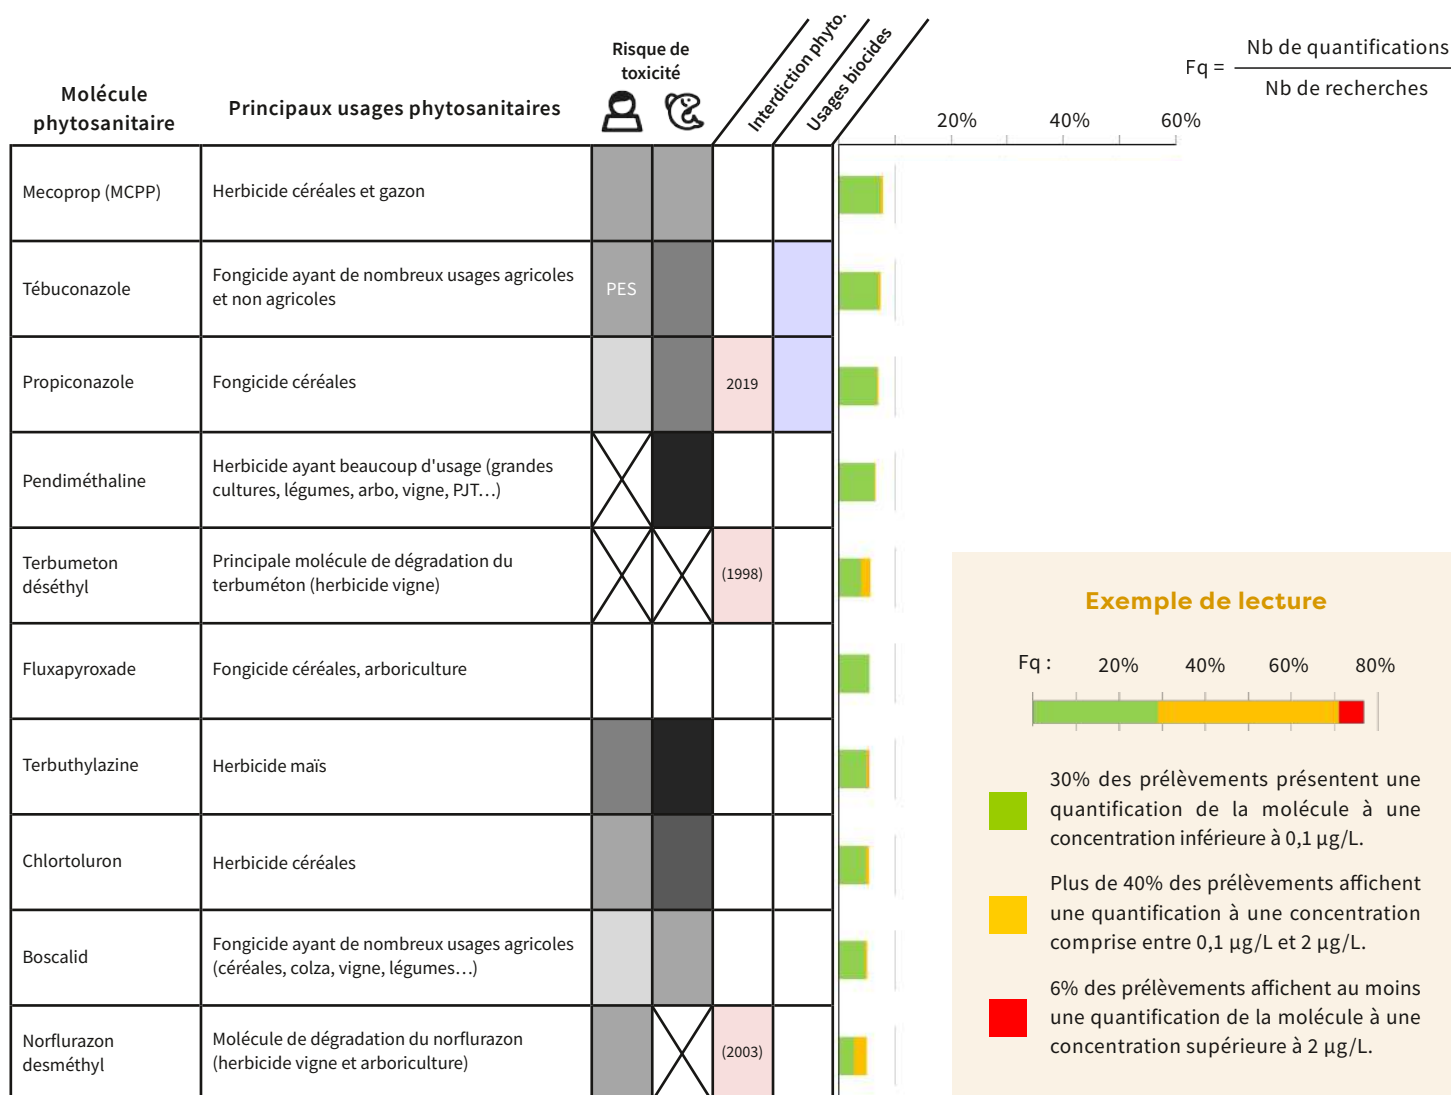 Molécule
phytosanitaire
Principaux usages phytosanitaires
Risque de
toxicité
Interdiction phyto.
Usages biocides
20%
40%
60%
Fq =
Nb de quantifications
Nb de recherches
Mecoprop (MCPP)
Herbicide céréales et gazon
Tébuconazole
Fongicide ayant de nombreux usages agricoles
et non agricoles
PES
Propiconazole
Fongicide céréales
2019
Pendiméthaline
Herbicide ayant beaucoup d'usage (grandes
cultures, légumes, arbo, vigne, PJT…)
Terbumeton
déséthyl
Principale molécule de dégradation du
terbuméton (herbicide vigne)
(1998)
Fluxapyroxade
Fongicide céréales, arboriculture
Terbuthylazine
Herbicide maïs
Chlortoluron
Herbicide céréales
Boscalid
Fongicide ayant de nombreux usages agricoles
(céréales, colza, vigne, légumes…)
Norflurazon
desméthyl
Molécule de dégradation du norflurazon
(herbicide vigne et arboriculture)
(2003)
Exemple de lecture
Fq :
20%
40%
60%
80%
30% des prélèvements présentent une
quantification de la molécule à une
concentration inférieure à 0,1 µg/L.
Plus de 40% des prélèvements affichent
une quantification à une concentration
comprise entre 0,1 µg/L et 2 µg/L.
6% des prélèvements affichent au moins
une quantification de la molécule à une
concentration supérieure à 2 µg/L.